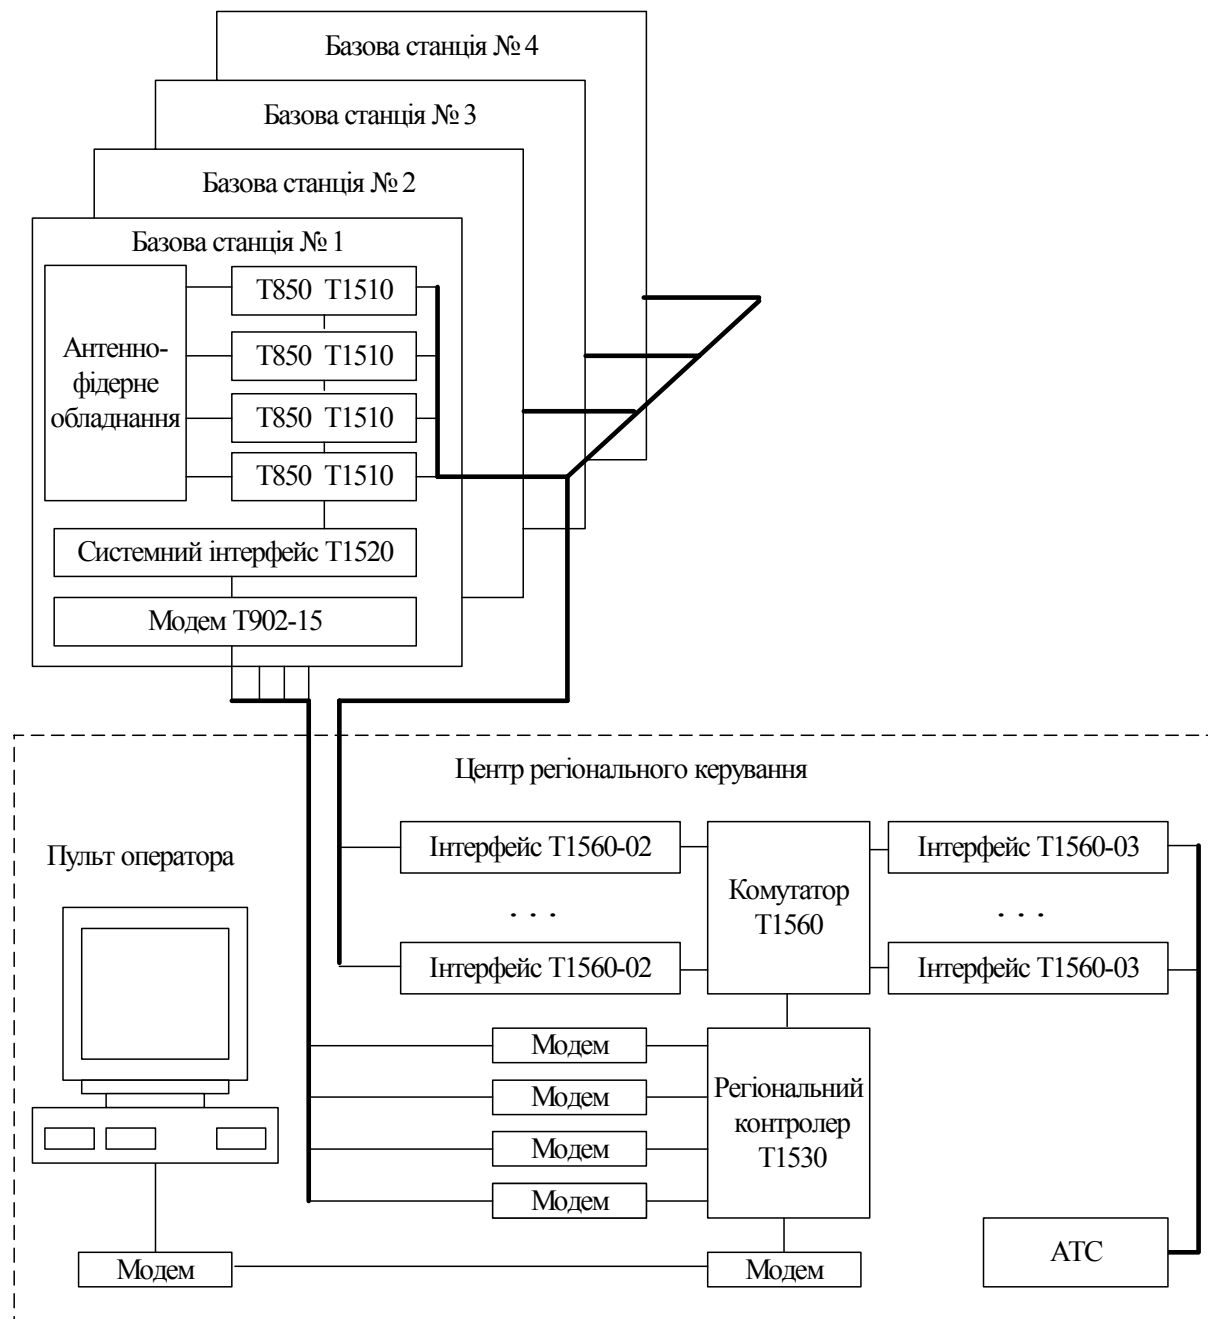 Базова станція № 4
Базова станція № 3
Базова станція № 2
Базова станція № 1
Антенно-
фідерне
обладнання
Т850 Т1510
Т850 Т1510
Т850 Т1510
Т850 Т1510
Системний інтерфейс Т1520
Модем Т902-15
Центр регіонального керування
Пульт оператора
Інтерфейс Т1560-02
. . .
Інтерфейс Т1560-02
Комутатор
Т1560
Інтерфейс Т1560-03
. . .
Інтерфейс Т1560-03
Модем
Модем
Модем
Модем
Регіональний
контролер
Т1530
Модем
Модем
АТС